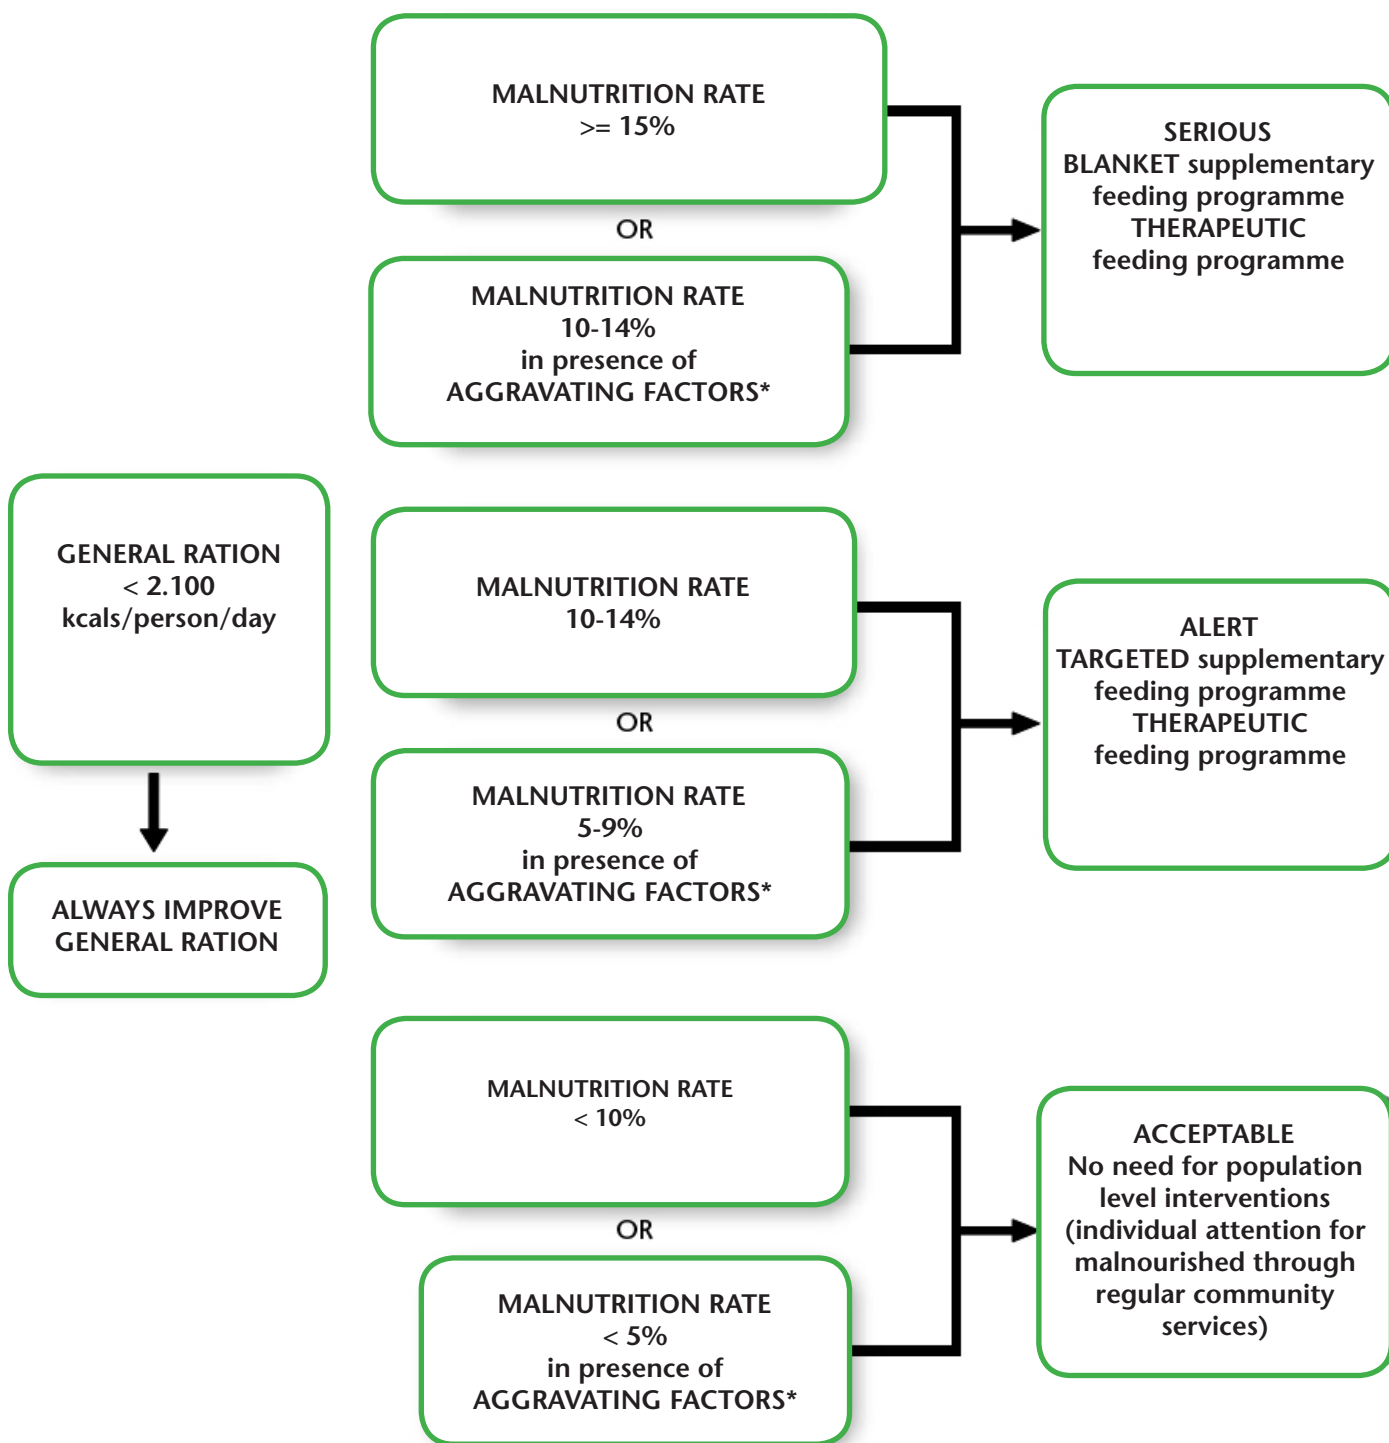 MALNUTRITION RATE
>= 15%
OR
MALNUTRITION RATE
10-14%
in presence of
AGGRAVATING FACTORS*
SERIOUS
BLANKET supplementary
feeding programme
THERAPEUTIC
feeding programme
GENERAL RATION
< 2.100
kcals/person/day
ALWAYS IMPROVE
GENERAL RATION
MALNUTRITION RATE
10-14%
OR
MALNUTRITION RATE
5-9%
in presence of
AGGRAVATING FACTORS*
ALERT
TARGETED supplementary
feeding programme
THERAPEUTIC
feeding programme
MALNUTRITION RATE
< 10%
OR
MALNUTRITION RATE
< 5%
in presence of
AGGRAVATING FACTORS*
ACCEPTABLE
No need for population
level interventions
(individual attention for
malnourished through
regular community
services)